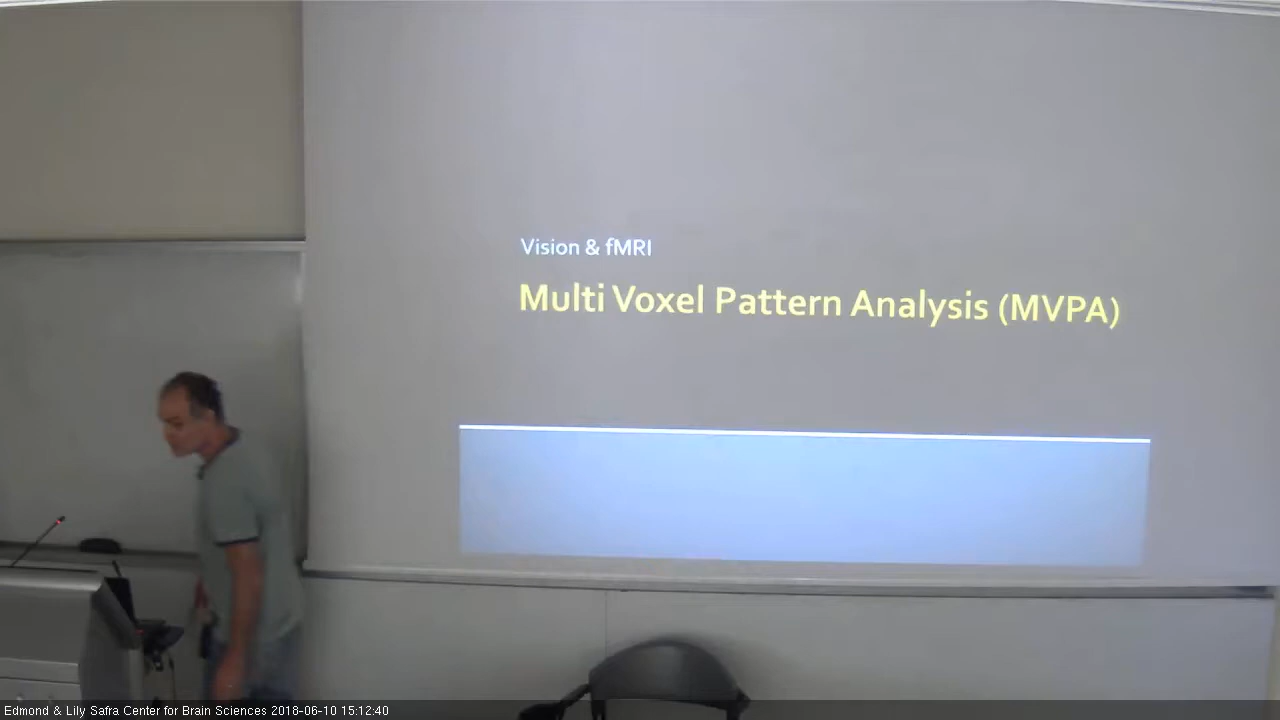 Vision & fMRI
Multi Voxel Pattern Analysis (MVPA)
Edmond & Lily Safra Center for Brain Sciences 2018-06-10 15:12:40